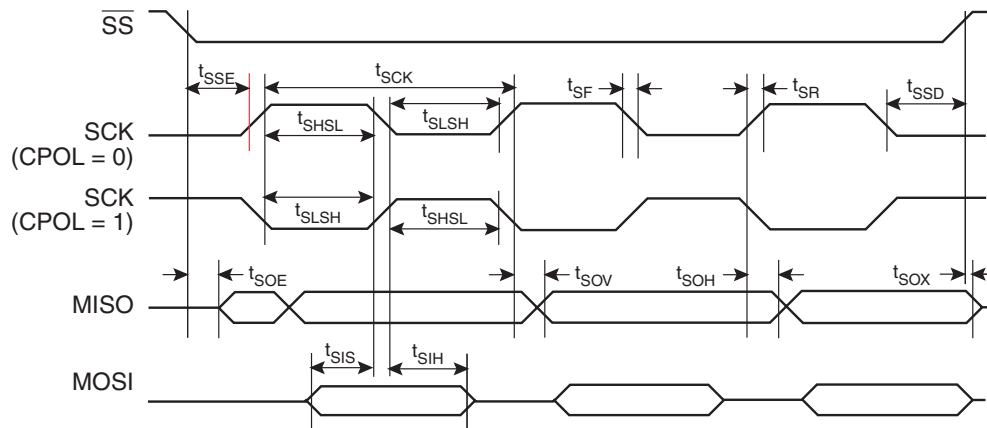 SS
tSSE
tSCK
tSF
tSR
tSSD
SCK
(CPOL = 0)
tSHSL
tSLSH
SCK
(CPOL = 1)
tSLSH
tSHSL
tSOE
tSOV
tSOH
tSOX
MISO
tSIS
tSIH
MOSI